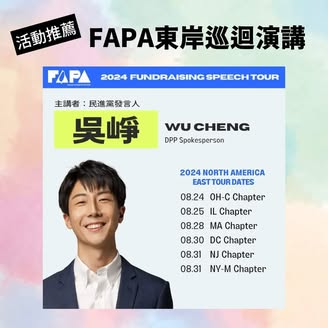 活動推薦
FAPA東岸巡迴演講
FAPA
2024 FUNDRAISING SPEECH TOUR
主講者：民進黨發言人
吳崢
WU CHENG
DPP Spokesperson
2024 NORTH AMERICA
EAST TOUR DATES
08.24 OH-C Chapter
08.25 IL Chapter
08.28 MA Chapter
08.30 DC Chapter
08.31 NJ Chapter
08.31 NY-M Chapter